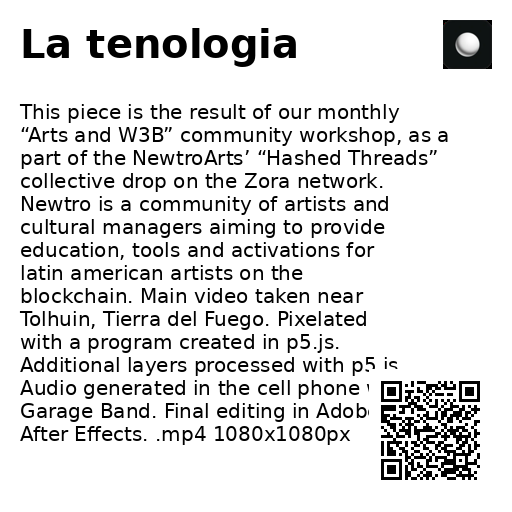 La tenologia
This piece is the result of our monthly
“Arts and W3B” community workshop, as a
part of the NewtroArts’ “Hashed Threads”
collective drop on the Zora network.
Newtro is a community of artists and
cultural managers aiming to provide
education, tools and activations for
latin american artists on the
blockchain. Main video taken near
Tolhuin, Tierra del Fuego. Pixelated
with a program created in p5.js.
Additional layers processed with p5.js
Audio generated in the cell phone
Garage Band. Final editing in Adobe
After Effects. .mp4 1080x1080px